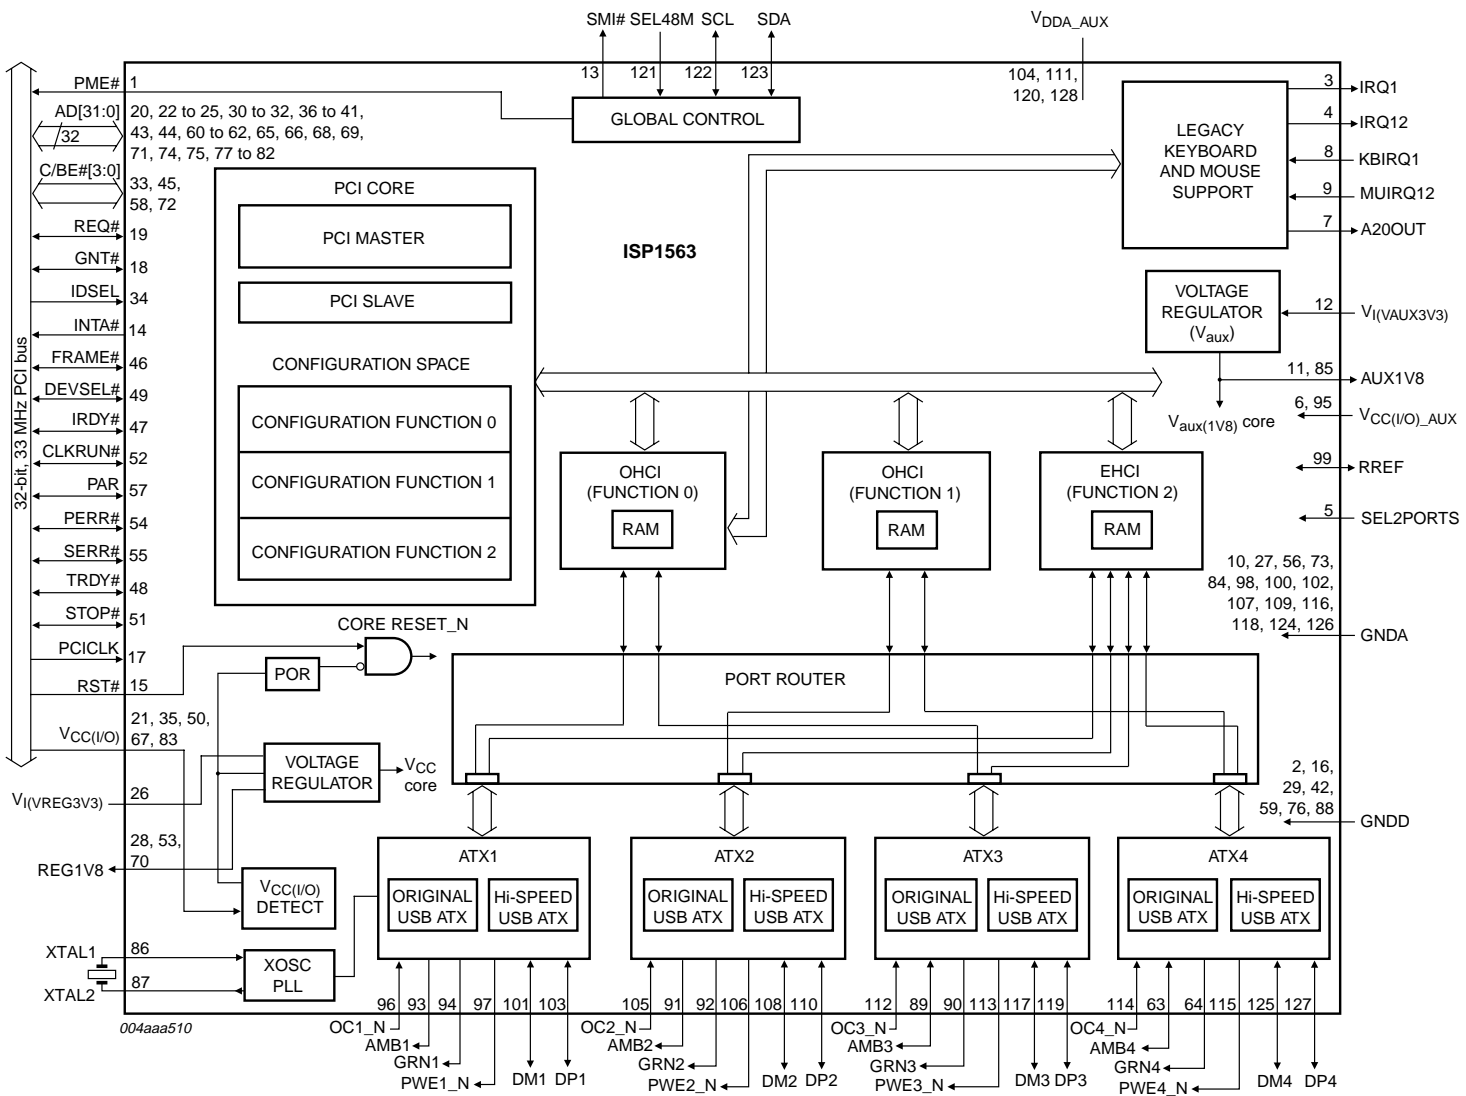 SMI# SEL48M SCL SDA
VDDA_AUX
13 121 122 123
104, 111,
120, 128
GLOBAL CONTROL
PME# 1
AD[31:0]
32
20, 22 to 25, 30 to 32, 36 to 41,
43, 44, 60 to 62, 65, 66, 68, 69,
71, 74, 75, 77 to 82
C/BE#[3:0]
33, 45,
58, 72
REQ# 19
GNT# 18
IDSEL 34
INTA# 14
FRAME# 46
DEVSEL# 49
IRDY# 47
CLKRUN# 52
PAR 57
PERR# 54
SERR# 55
TRDY# 48
STOP# 51
PCICLK 17
RST# 15
32-bit, 33 MHz PCI bus
VCC(I/O)
21, 35, 50,
67, 83
VI(VREG3V3) 26
REG1V8
28, 53,
70
XTAL1 86
XTAL2 87
004aaa510
PCI CORE
PCI MASTER
PCI SLAVE
CONFIGURATION SPACE
CONFIGURATION FUNCTION 0
CONFIGURATION FUNCTION 1
CONFIGURATION FUNCTION 2
ISP1563
LEGACY
KEYBOARD
AND MOUSE
SUPPORT
3 IRQ1
4 IRQ12
8 KBIRQ1
9 MUIRQ12
7 A20OUT
VOLTAGE
REGULATOR
(Vaux)
12 VI(VAUX3V3)
11, 85 AUX1V8
Vaux(1V8) core
6, 95 VCC(I/O)_AUX
99 RREF
5 SEL2PORTS
10, 27, 56, 73,
84, 98, 100, 102,
107, 109, 116,
118, 124, 126
GNDA
2, 16,
29, 42,
59, 76, 88
GNDD
OHCI
(FUNCTION 0)
RAM
OHCI
(FUNCTION 1)
RAM
EHCI
(FUNCTION 2)
RAM
CORE RESET_N
POR
PORT ROUTER
VOLTAGE
REGULATOR
VCC
core
VCC(I/O)
DETECT
XOSC
PLL
ATX1
ORIGINAL
USB ATX
Hi-SPEED
USB ATX
ATX2
ORIGINAL
USB ATX
Hi-SPEED
USB ATX
ATX3
ORIGINAL
USB ATX
Hi-SPEED
USB ATX
ATX4
ORIGINAL
USB ATX
Hi-SPEED
USB ATX
96 93 94 97 101 103
OC1_N
AMB1
GRN1
PWE1_N
DM1 DP1
105 91 92 106 108 110
OC2_N
AMB2
GRN2
PWE2_N
DM2 DP2
112 89 90 113 117 119
OC3_N
AMB3
GRN3
PWE3_N
DM3 DP3
114 63 64 115 125 127
OC4_N
AMB4
GRN4
PWE4_N
DM4 DP4